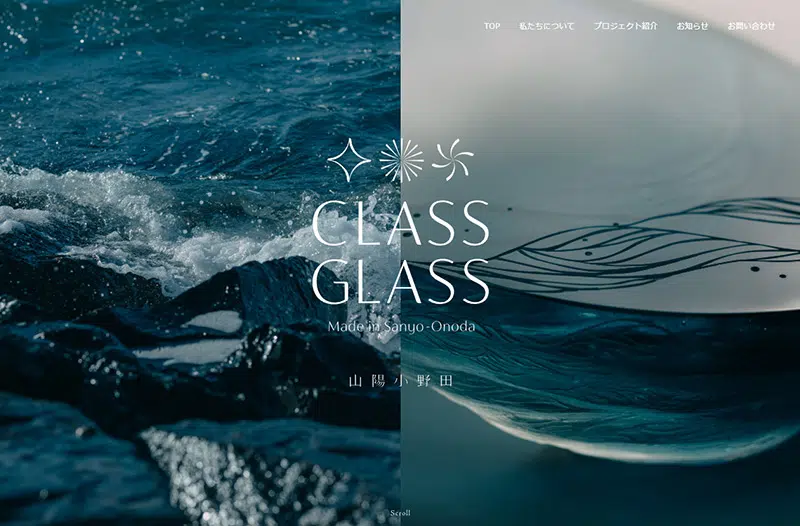 TOP 私たちについて プロジェクト紹介 お知らせ お問い合わせ
CLASS
GLASS
Made in Sanyo-Onoda
山陽小野田
Scroll